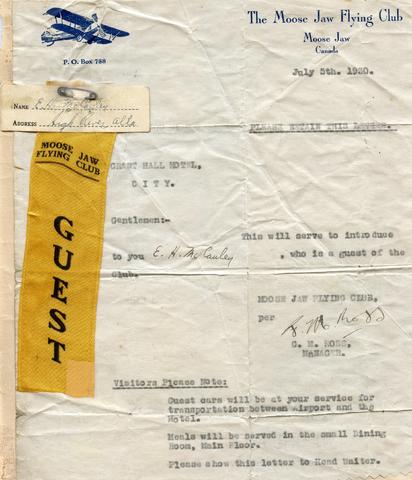 The Moose Jaw Flying Club
Moose Jaw
Canada
P. O. Box 788
July 5th. 1930.
NAME E. H. McCauley
ADDRESS High River, Alta
PLEASE RETAIN THIS LETTER.
MOOSE JAW
FLYING CLUB
GUEST
GRANT HALL HOTEL,
C I T Y.
Gentlemen:-
This will serve to introduce
to you E. H. McCauley, who is a guest of the
Club.
MOOSE JAW FLYING CLUB,
per
G. M. ROSS,
MANAGER.
Visitors Please Note:
Guest cars will be at your service for
transportation between Airport and the
Hotel.
Meals will be served in the small Dining
Room, Main Floor.
Please show this letter to Head Waiter.